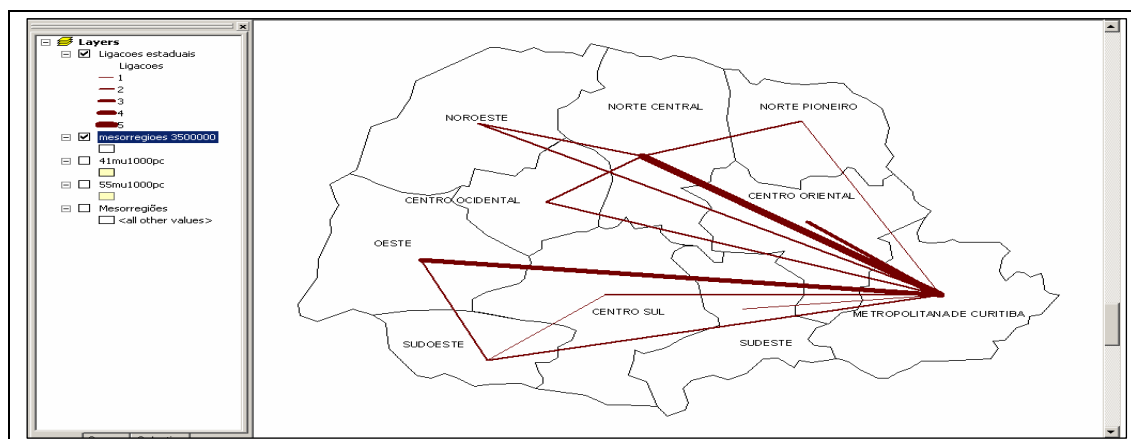 Layers
Ligacoes estaduais
Ligacoes
1
2
3
4
5
mesorregioes 3500000
41mu1000pc
55mu1000pc
Mesorregiões
<all other values>
NORTE CENTRAL
NORTE PIONEIRO
NOROESTE
CENTRO OCIDENTAL
CENTRO ORIENTAL
OESTE
CENTRO SUL
METROPOLITANA DE CURITIBA
SUDOESTE
SUDESTE